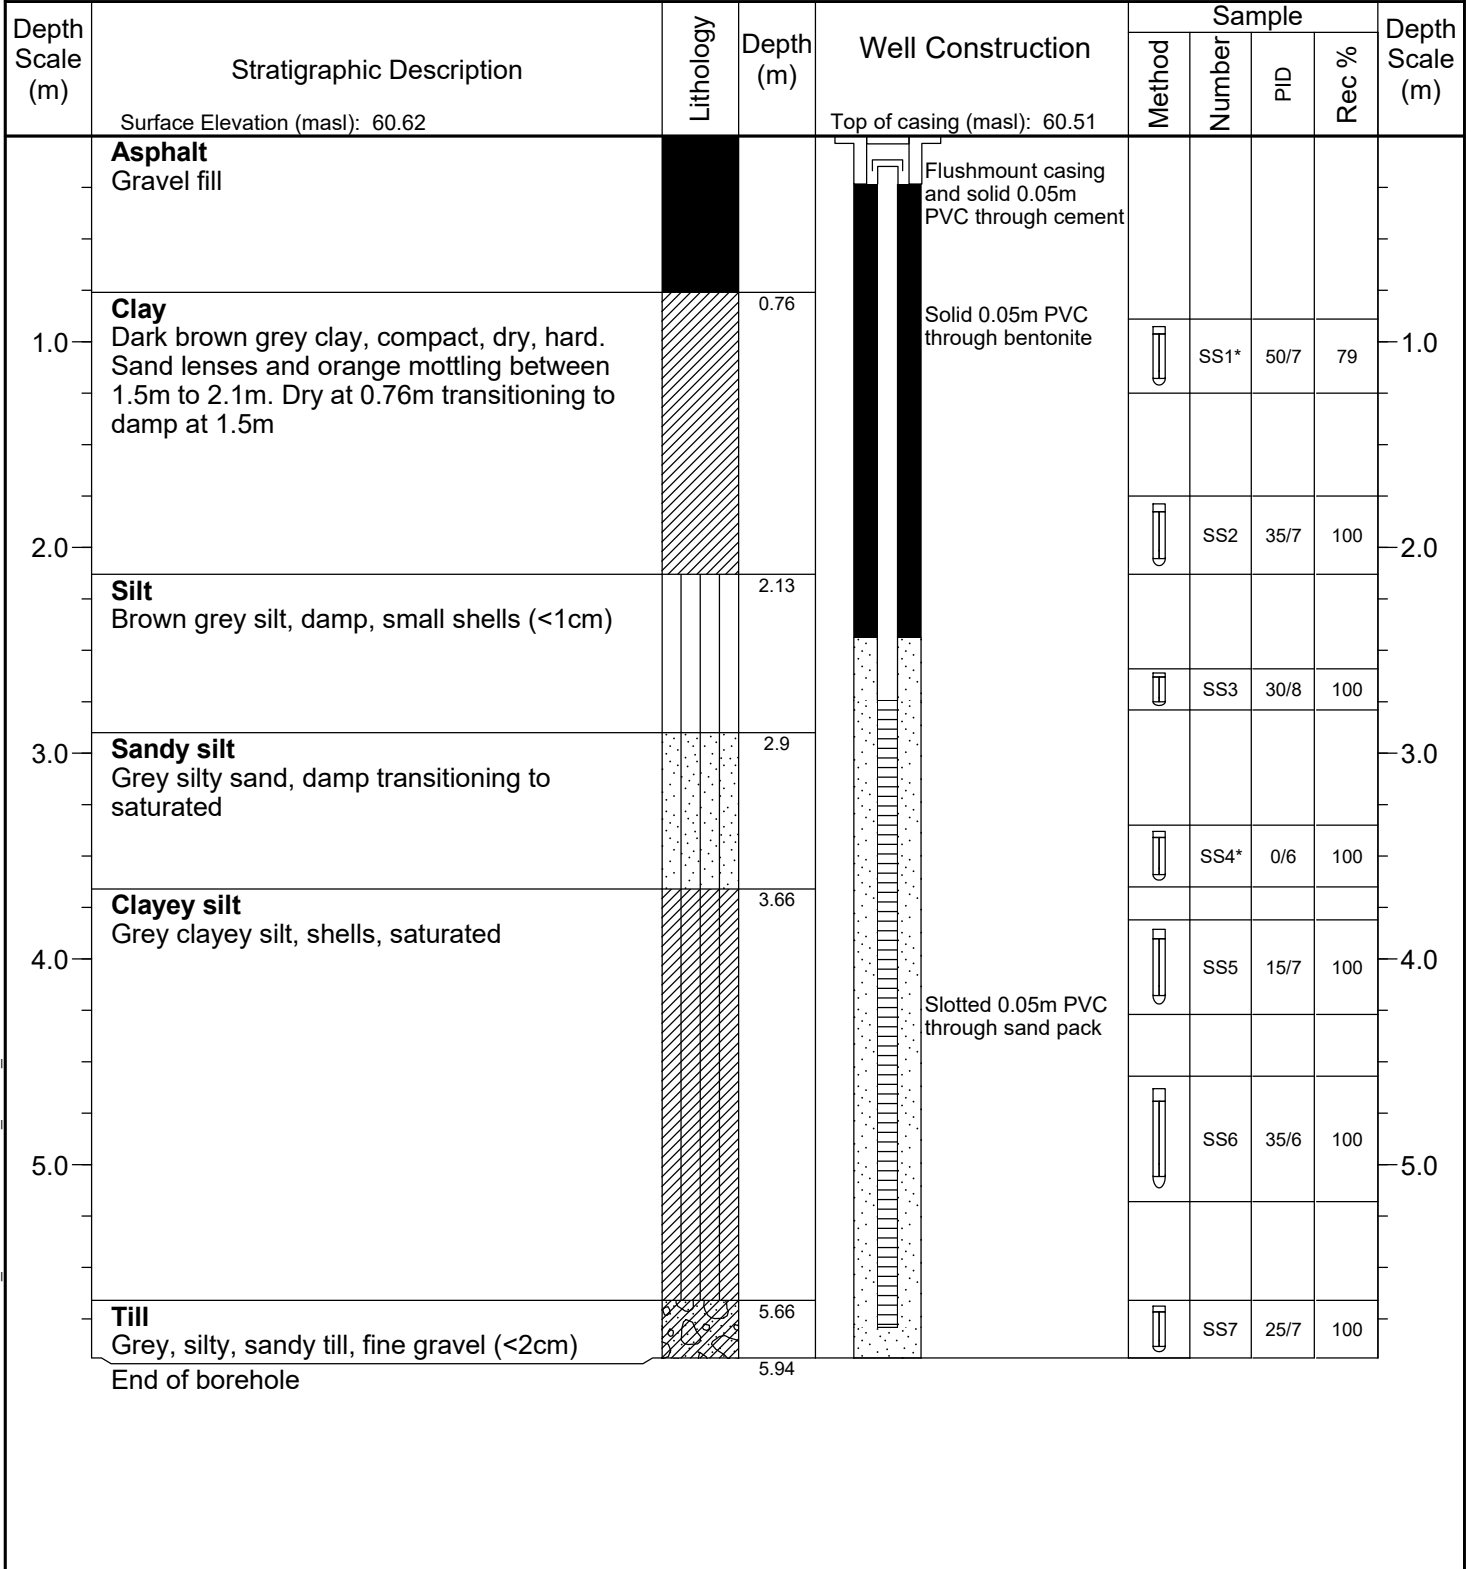 Depth
Scale
(m)
Stratigraphic Description
Surface Elevation (masl): 60.62
Lithology
Depth
(m)
Well Construction
Top of casing (masl): 60.51
Sample
Method
Number
PID
Rec %
Depth
Scale
(m)
Asphalt
Gravel fill
Flushmount casing
and solid 0.05m
PVC through cement
Clay
Dark brown grey clay, compact, dry, hard.
Sand lenses and orange mottling between
1.5m to 2.1m. Dry at 0.76m transitioning to
damp at 1.5m
0.76
Solid 0.05m PVC
through bentonite
1.0
SS1* 50/7 79
1.0
2.0
SS2 35/7 100
2.0
Silt
Brown grey silt, damp, small shells (<1cm)
2.13
SS3 30/8 100
3.0
Sandy silt
Grey silty sand, damp transitioning to
saturated
2.9
3.0
SS4* 0/6 100
Clayey silt
Grey clayey silt, shells, saturated
3.66
4.0
SS5 15/7 100
4.0
Slotted 0.05m PVC
through sand pack
SS6 35/6 100
5.0
5.0
Till
Grey, silty, sandy till, fine gravel (<2cm)
5.66
SS7 25/7 100
End of borehole
5.94